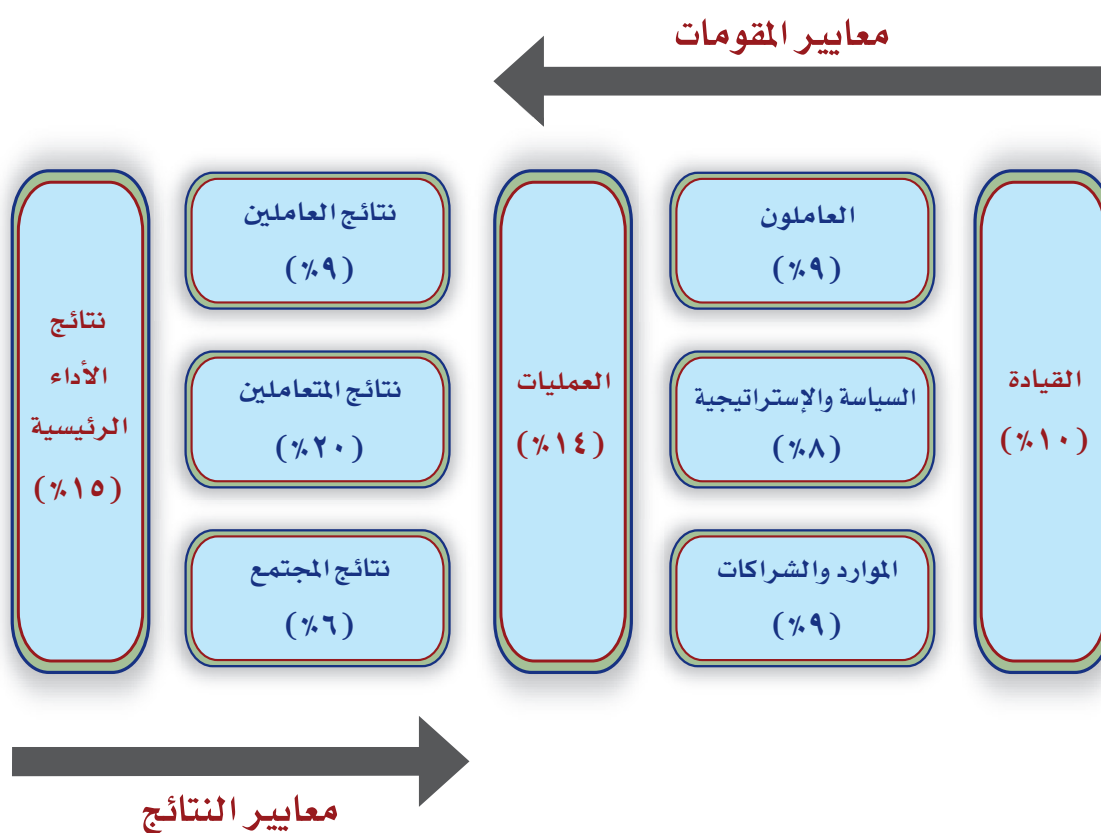 معايير المقومات
القيادة
(١٠٪)
العاملون
(٩٪)
السياسة والإستراتيجية
(٨٪)
الموارد والشراكات
(٩٪)
العمليات
(١٤٪)
نتائج العاملين
(٩٪)
نتائج المتعاملين
(٢٠٪)
نتائج المجتمع
(٦٪)
نتائج
الأداء
الرئيسية
(١٥٪)
معايير النتائج